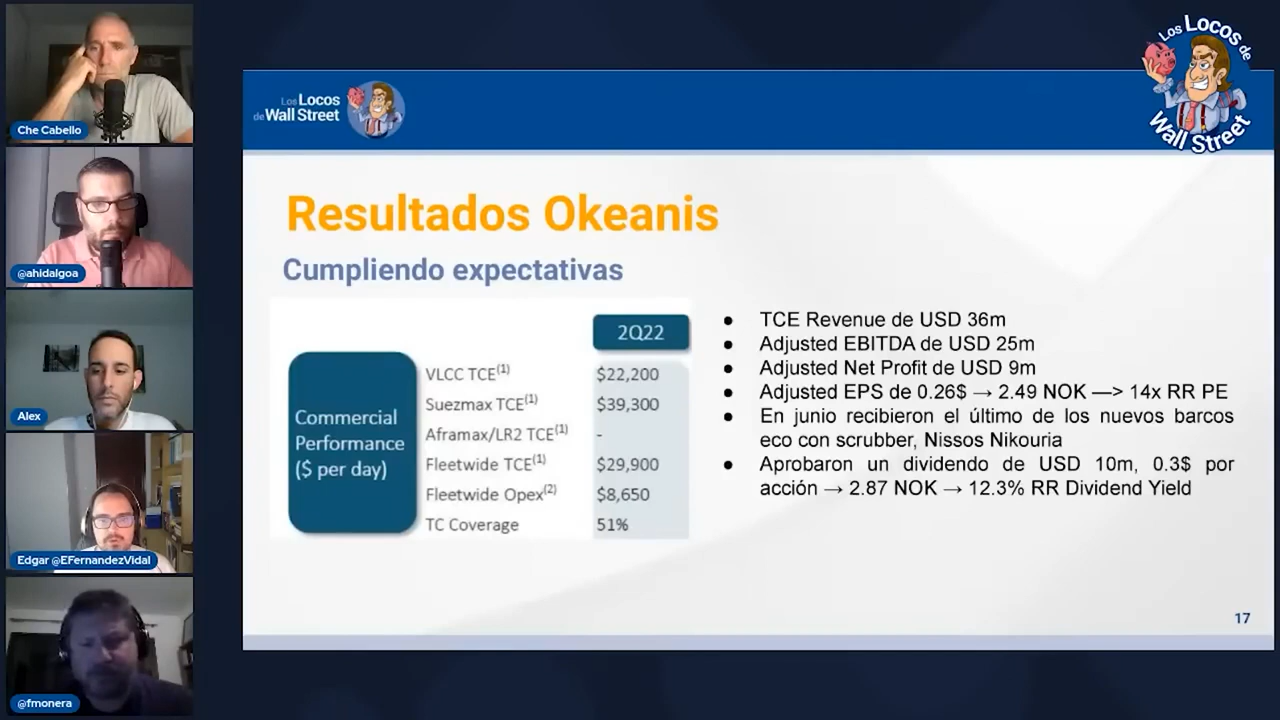 Che Cabello
@ahidalgoa
Alex
Edgar @EFernandezVidal
@fmonera
Los Locos
de Wall Street
Los Locos de
Wall Street
Resultados Okeanis
Cumpliendo expectativas
2Q22
Commercial
Performance
($ per day)
VLCC TCE(1) $22,200
Suezmax TCE(1) $39,300
Aframax/LR2 TCE(1) -
Fleetwide TCE(1) $29,900
Fleetwide Opex(2) $8,650
TC Coverage 51%
● TCE Revenue de USD 36m
● Adjusted EBITDA de USD 25m
● Adjusted Net Profit de USD 9m
● Adjusted EPS de 0.26$ → 2.49 NOK —> 14x RR PE
● En junio recibieron el último de los nuevos barcos
eco con scrubber, Nissos Nikouria
● Aprobaron un dividendo de USD 10m, 0.3$ por
acción → 2.87 NOK → 12.3% RR Dividend Yield
17